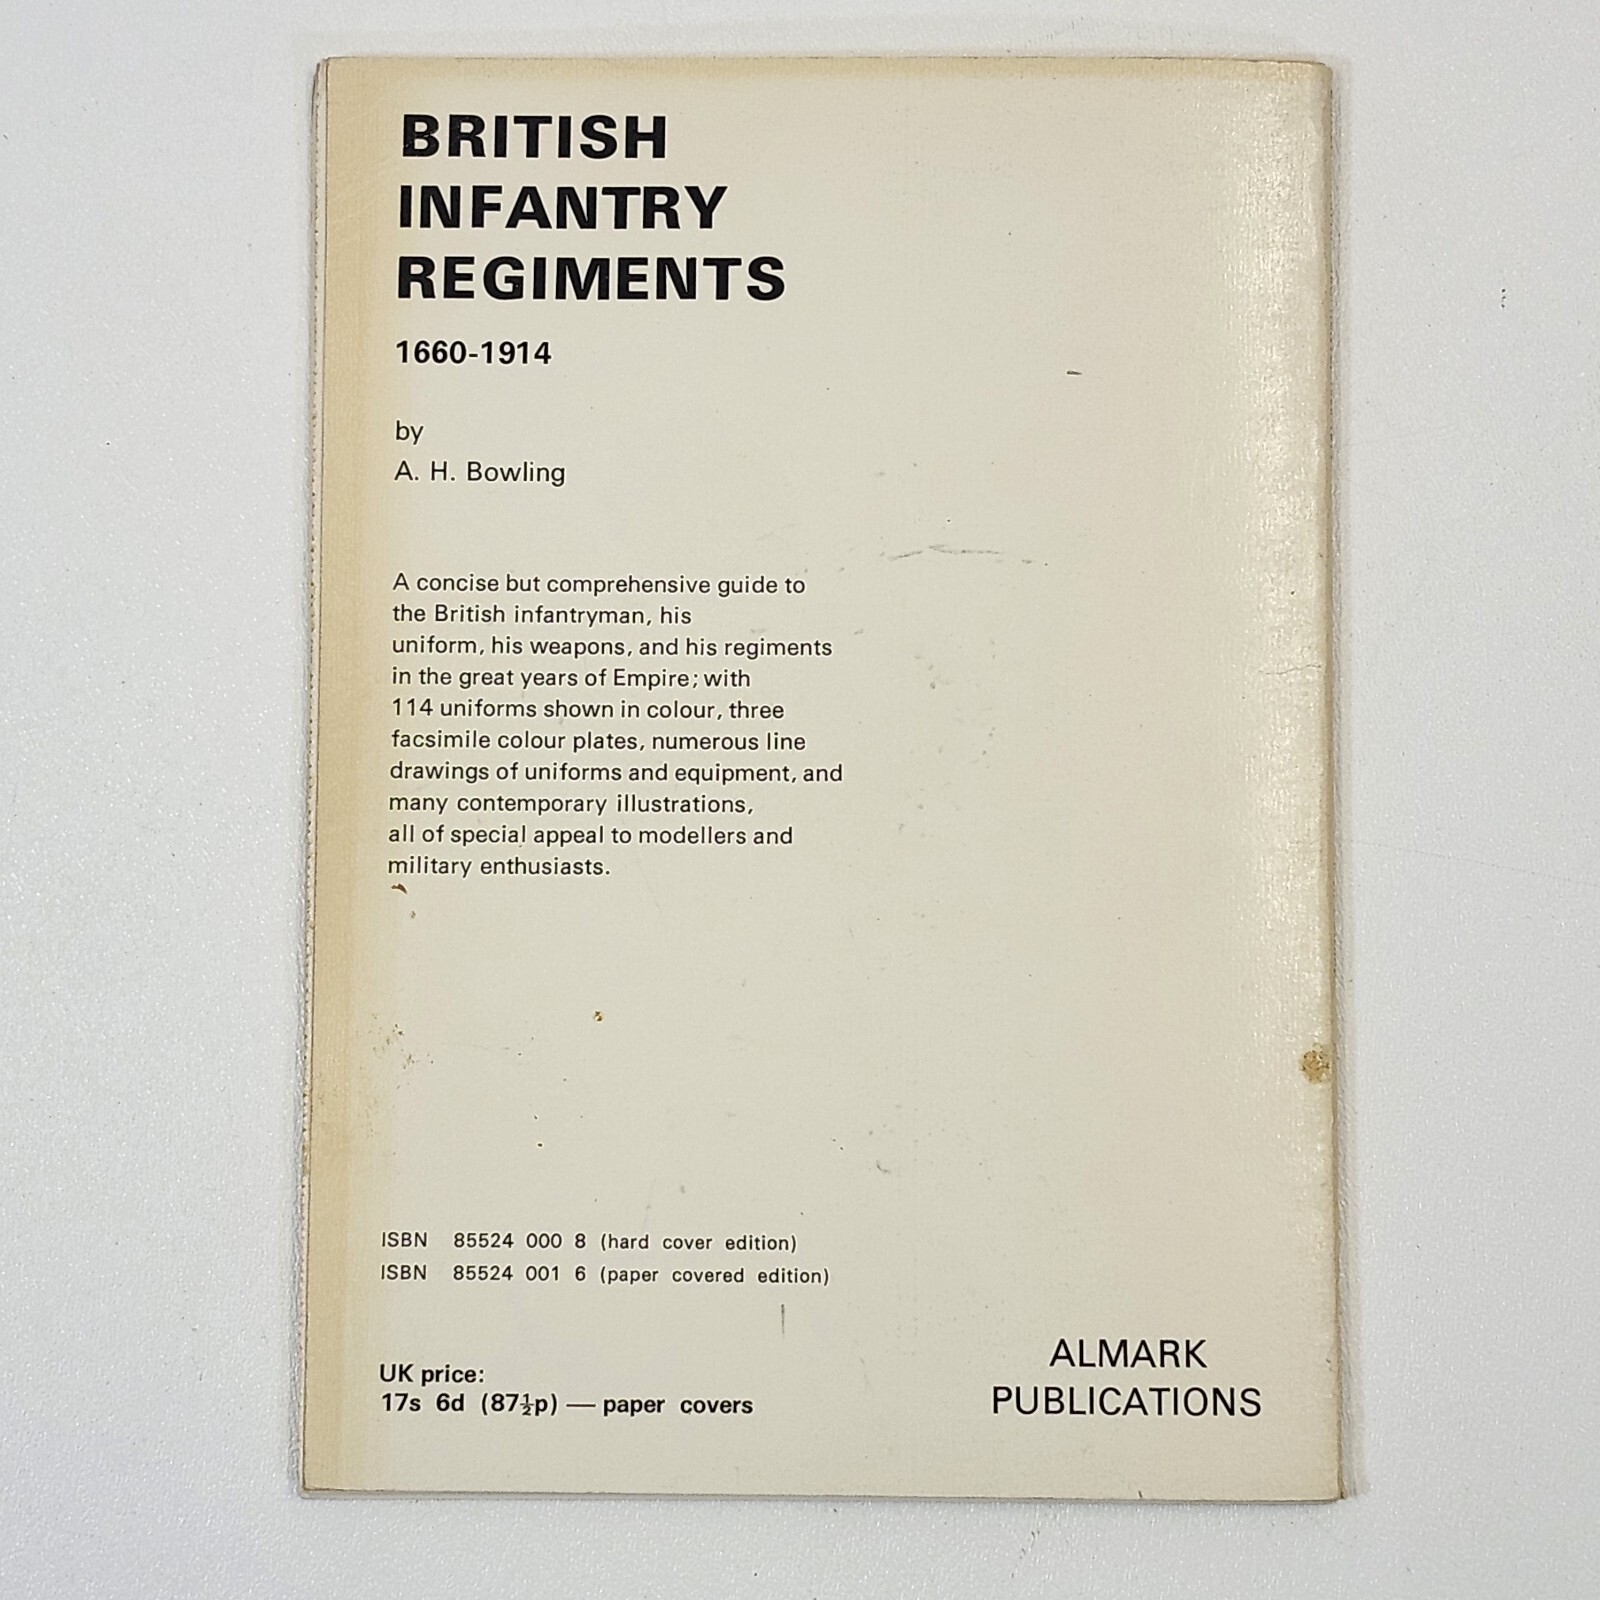 BRITISH
INFANTRY
REGIMENTS
1660-1914
by
A. H. Bowling
A concise but comprehensive guide to
the British infantryman, his
uniform, his weapons, and his regiments
in the great years of Empire; with
114 uniforms shown in colour, three
facsimile colour plates, numerous line
drawings of uniforms and equipment, and
many contemporary illustrations,
all of special appeal to modellers and
military enthusiasts.
ISBN 85524 000 8 (hard cover edition)
ISBN 85524 001 6 (paper covered edition)
UK price:
17s 6d (87½p) — paper covers
ALMARK
PUBLICATIONS